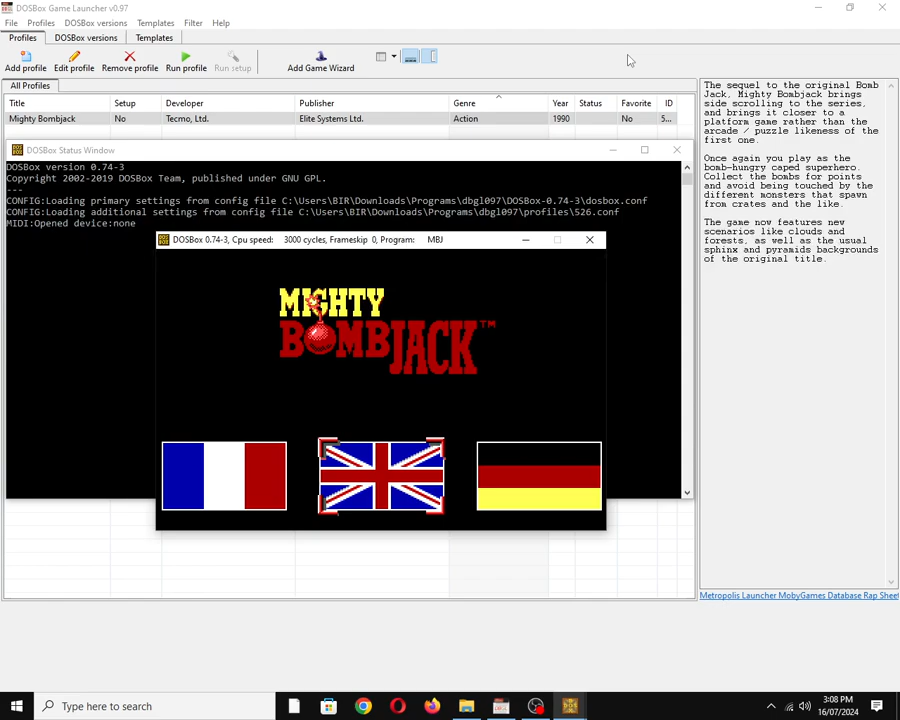 DOSBox Game Launcher v0.97
File Profiles DOSBox versions Templates Filter Help
Profiles DOSBox versions Templates
Add profile Edit profile Remove profile Run profile Run setup Add Game Wizard
All Profiles
Title Setup Developer Publisher Genre Year Status Favorite ID
Mighty Bombjack No Tecmo, Ltd. Elite Systems Ltd. Action 1990 No 5...
The sequel to the original Bomb
Jack, Mighty Bombjack brings
side scrolling to the series,
and brings it closer to a
platform game rather than the
arcade / puzzle likeness of the
first one.
Once again you play as the
bomb-hungry caped superhero.
Collect the bombs for points
and avoid being touched by the
different monsters that spawn
from crates and the like.
The game now features new
scenarios like clouds and
forests, as well as the usual
sphinx and pyramids backgrounds
of the original title.
Metropolis Launcher MobyGames Database Rap Shee
DOSBox Status Window
DOSBox version 0.74-3
Copyright 2002-2019 DOSBox Team, published under GNU GPL.
---
CONFIG:Loading primary settings from config file C:\Users\BIR\Downloads\Programs\dbgl097\DOSBox-0.74-3\dosbox.conf
CONFIG:Loading additional settings from config file C:\Users\BIR\Downloads\Programs\dbgl097\profiles\526.conf
MIDI:Opened device:none
DOSBox 0.74-3, Cpu speed: 3000 cycles, Frameskip 0, Program: MBJ
MIGHTY
BOMBJACK™
Type here to search
3:08 PM
16/07/2024